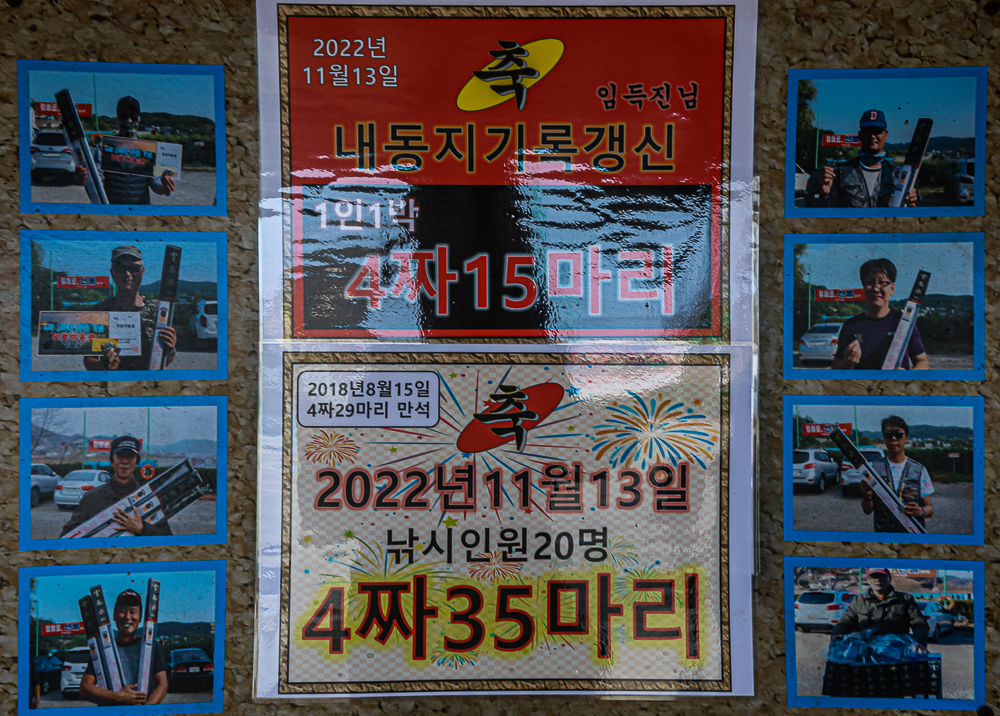 2022년
11월13일
축
임득진님
내동지기록갱신
1인1박
4짜15마리
2018년8월15일
4짜29마리 만석
축
2022년11월13일
낚시인원20명
4짜35마리